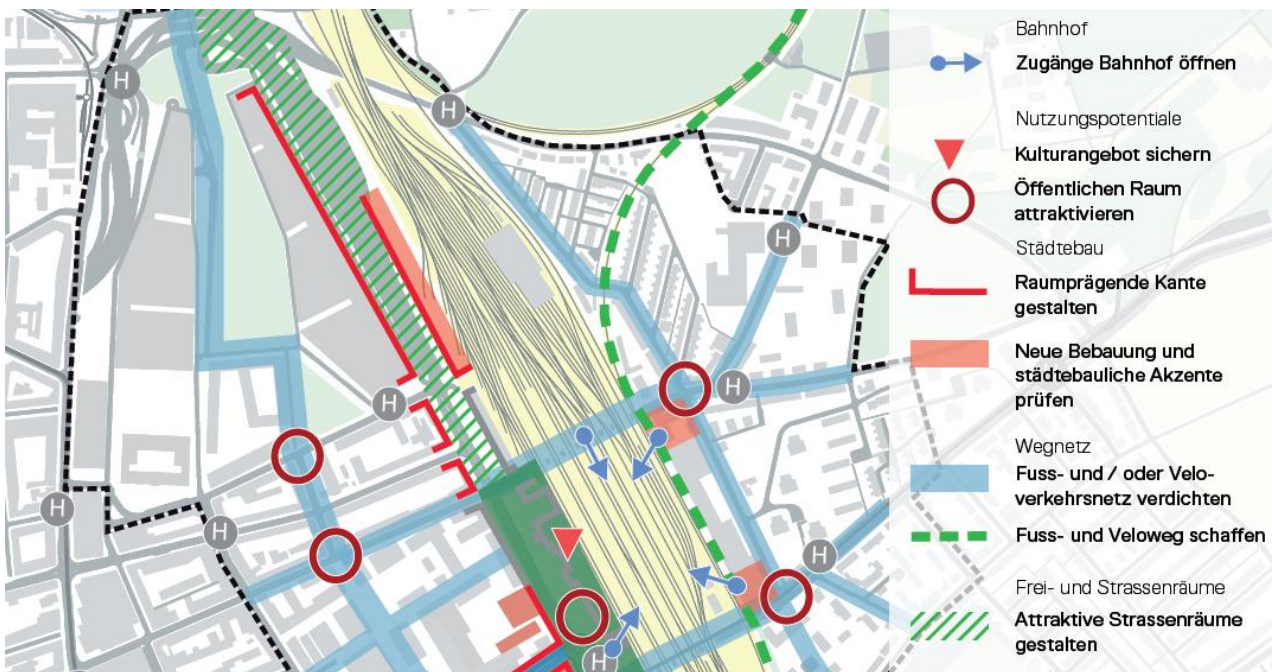 Bahnhof
Zugänge Bahnhof öffnen
Nutzungspotentiale
Kulturangebot sichern
Öffentlichen Raum
attraktivieren
Städtebau
Raumprägende Kante
gestalten
Neue Bebauung und
städtebauliche Akzente
prüfen
Wegnetz
Fuss- und / oder Velo-
verkehrsnetz verdichten
Fuss- und Veloweg schaffen
Frei- und Strassenräume
Attraktive Strassenräume
gestalten
H
H
H
H
H
H
H
H
H